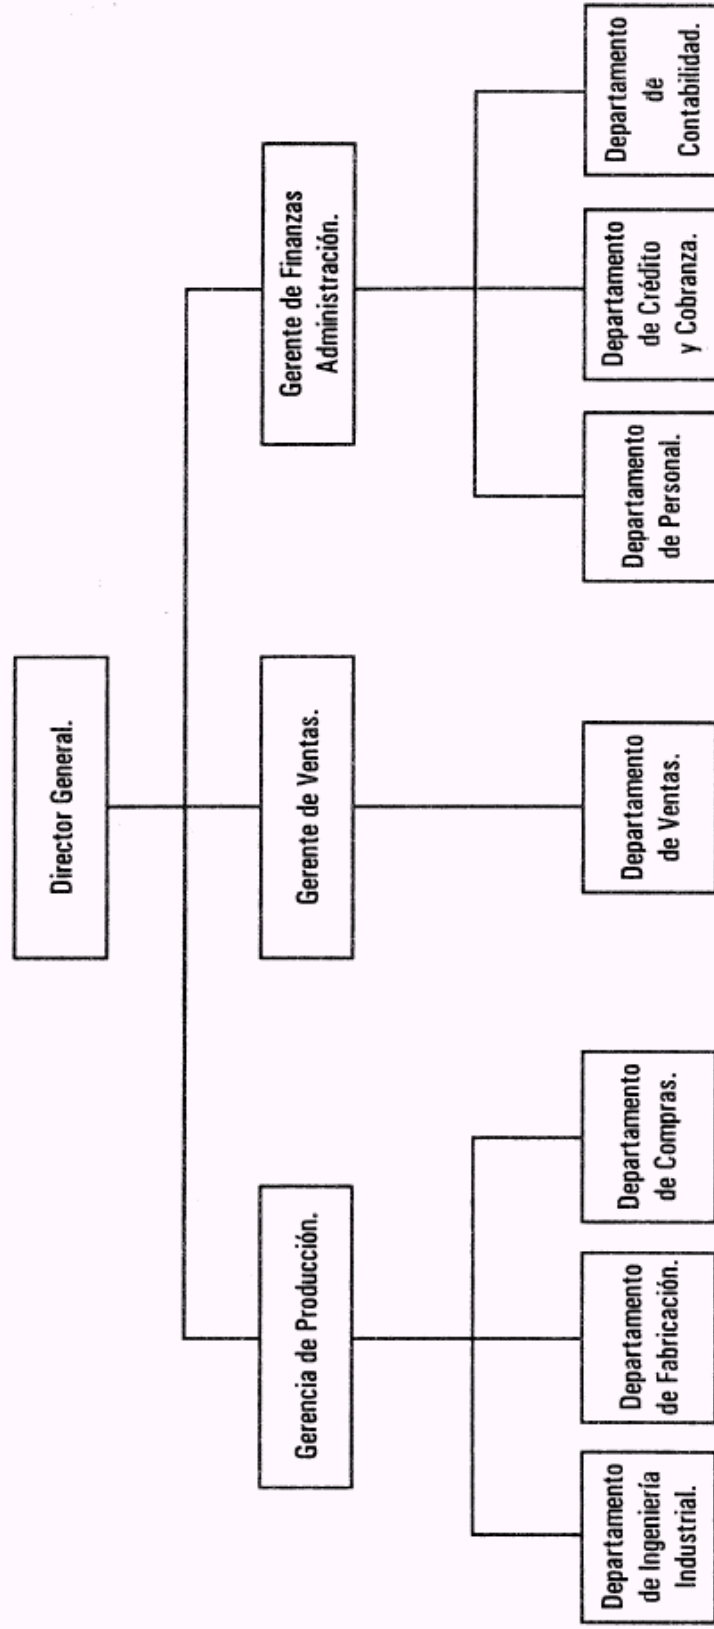 Director General.
Gerencia de Producción.
Gerente de Ventas.
Gerente de Finanzas
Administración.
Departamento
de Ingeniería
Industrial.
Departamento
de Fabricación.
Departamento
de Compras.
Departamento
de Ventas.
Departamento
de Personal.
Departamento
de Crédito
y Cobranza.
Departamento
de
Contabilidad.